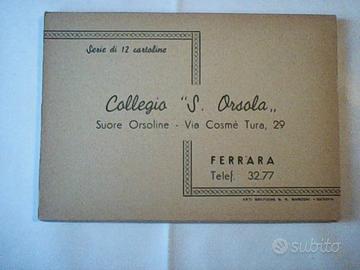 Serie di 12 cartoline
Collegio "S. Orsola„
Suore Orsoline - Via Cosmè Tura, 29
FERRARA
Telef. 32.77
subito